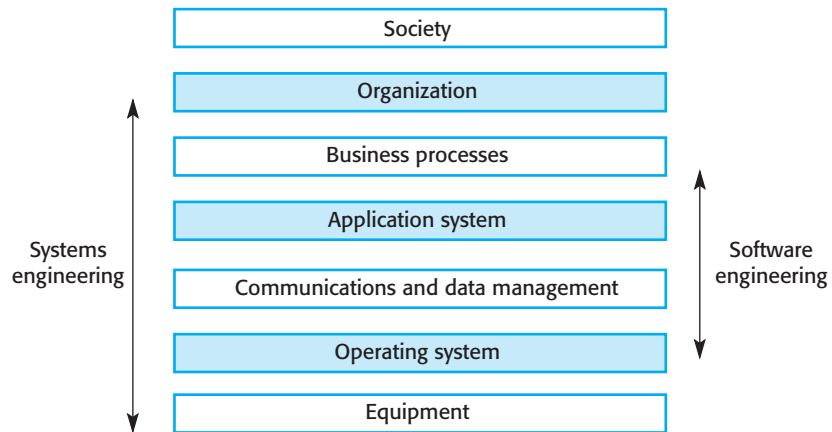 Society
Organization
Business processes
Application system
Systems
engineering
Software
engineering
Communications and data management
Operating system
Equipment